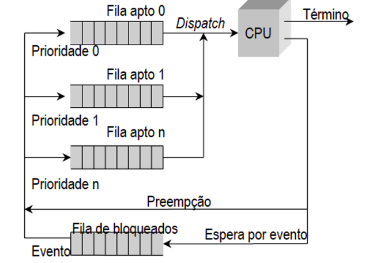 Fila apto 0
Dispatch
Término
CPU
Prioridade 0
Fila apto 1
Prioridade 1
Fila apto n
Prioridade n
Preempção
Fila de bloqueados
Espera por evento
Evento